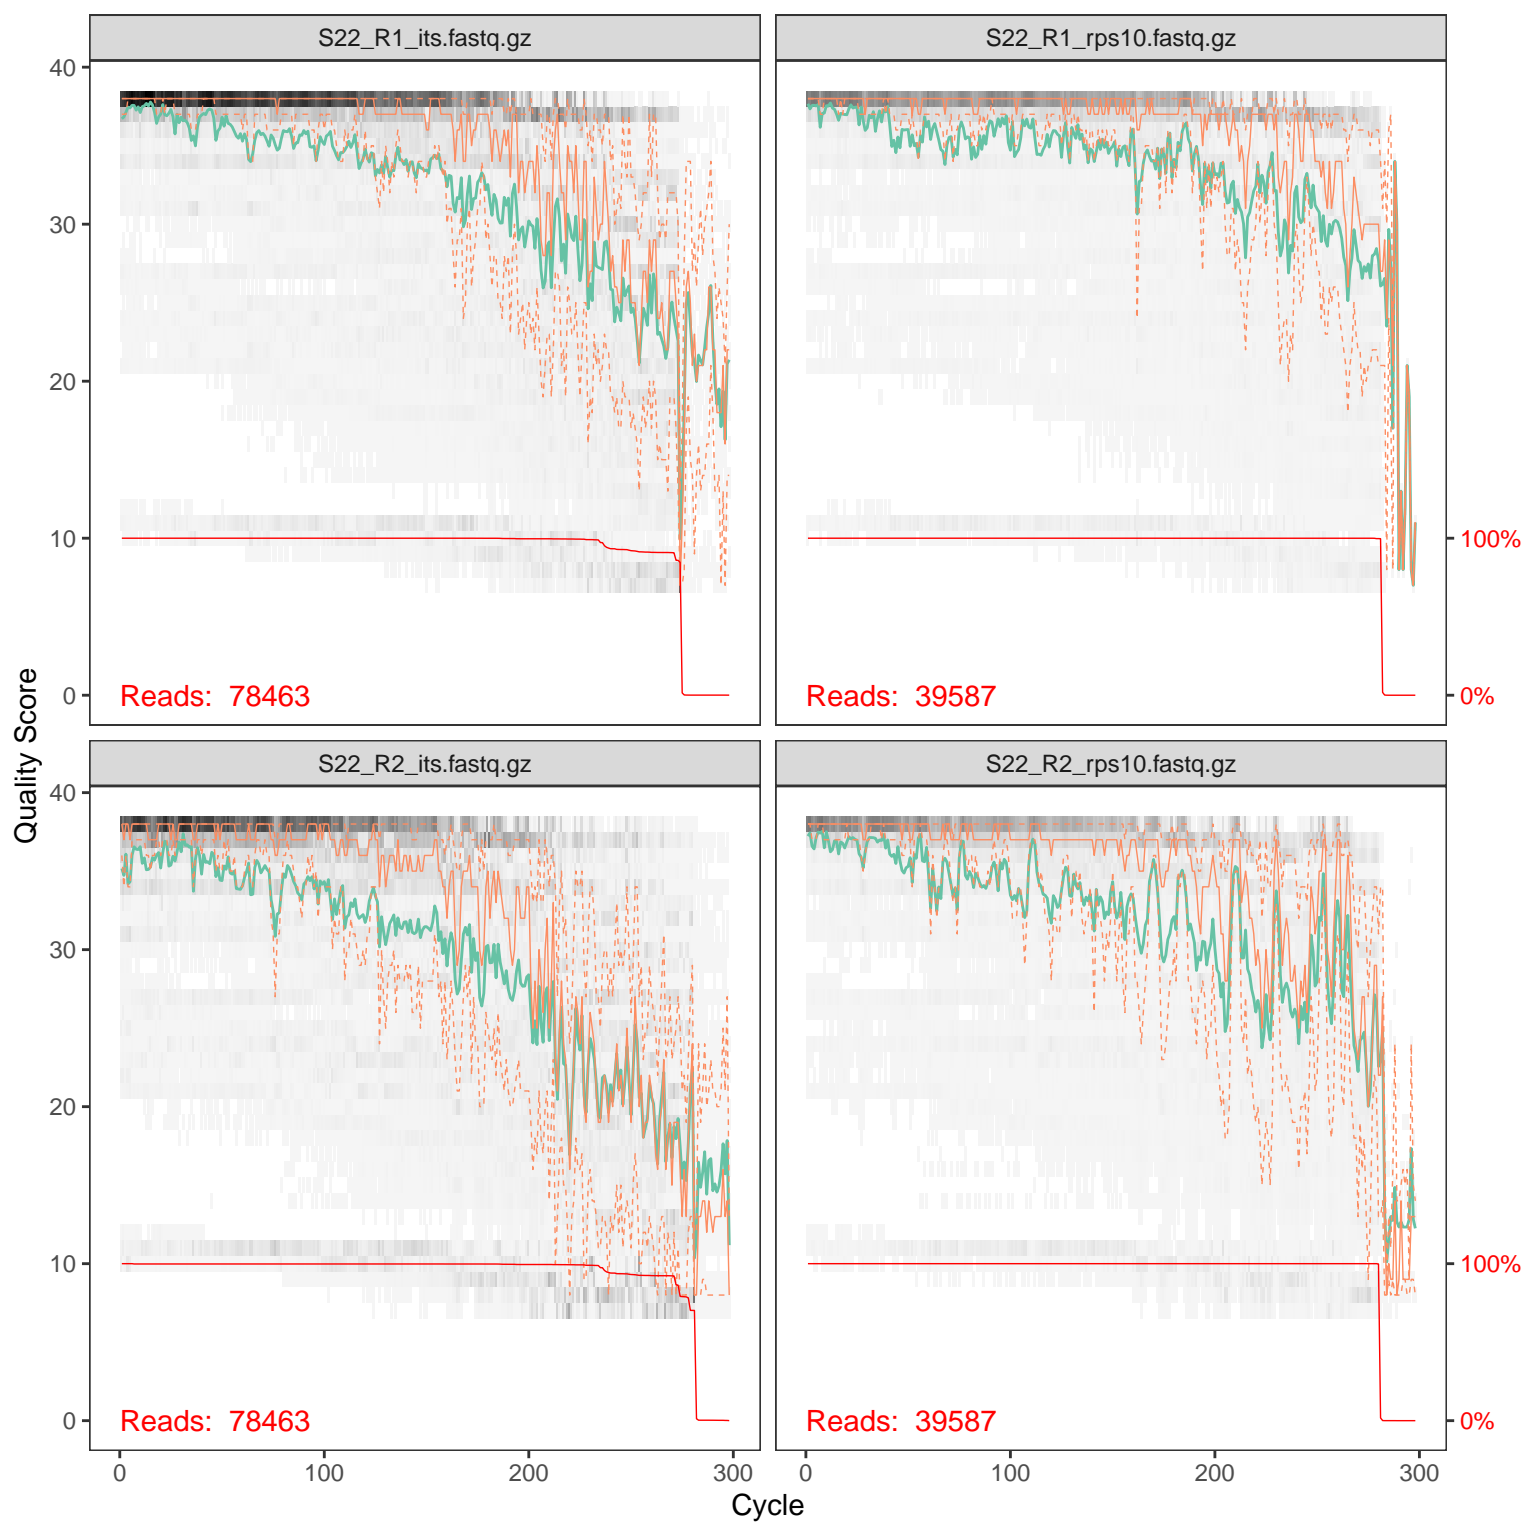 S22_R1_its.fastq.gz
S22_R1_rps10.fastq.gz
40
30
20
10
0
100%
0%
Reads: 78463
Reads: 39587
Quality Score
S22_R2_its.fastq.gz
S22_R2_rps10.fastq.gz
40
30
20
10
0
100%
0%
Reads: 78463
Reads: 39587
0
100
200
300
0
100
200
300
Cycle